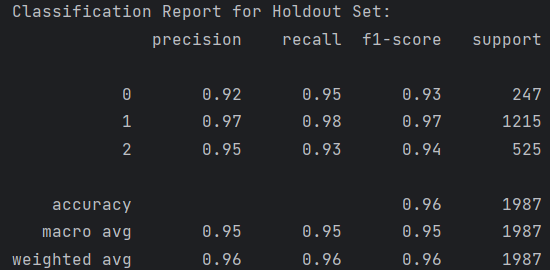 Classification Report for Holdout Set:
precision recall f1-score support
0 0.92 0.95 0.93 247
1 0.97 0.98 0.97 1215
2 0.95 0.93 0.94 525
accuracy 0.96 1987
macro avg 0.95 0.95 0.95 1987
weighted avg 0.96 0.96 0.96 1987